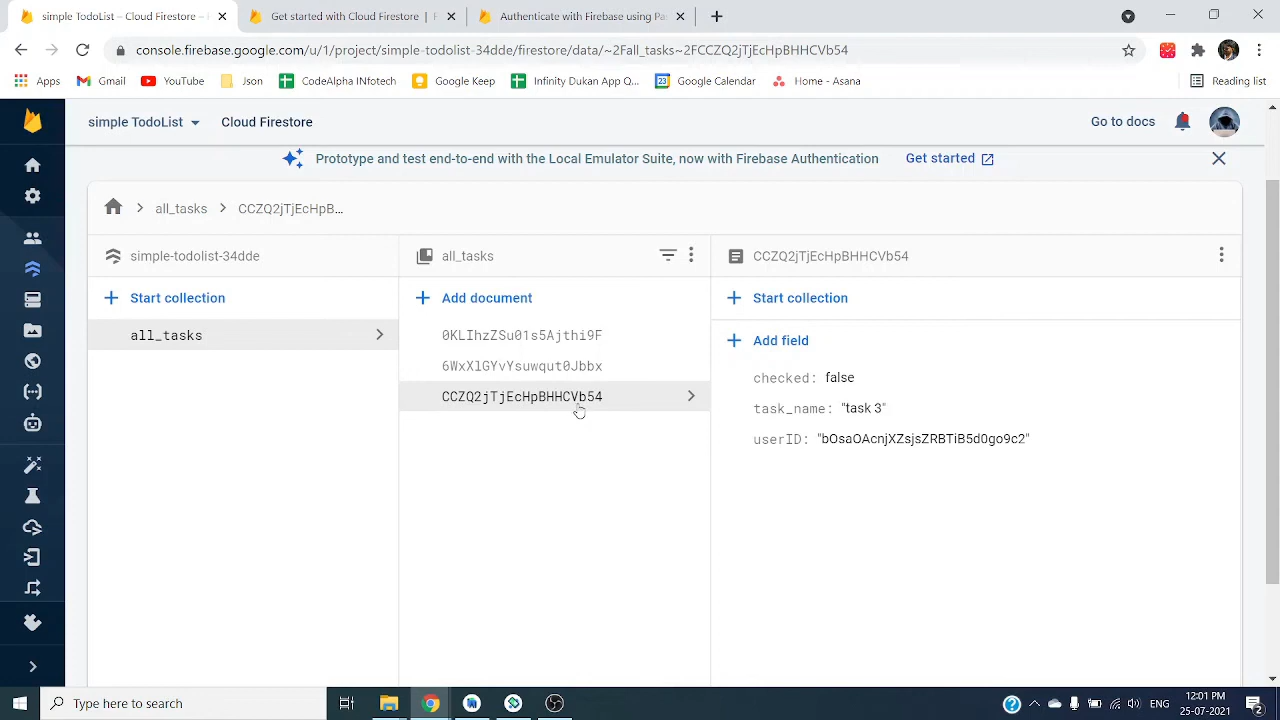 simple TodoList – Cloud Firestore
Get started with Cloud Firestore | F
Authenticate with Firebase using Pa
console.firebase.google.com/u/1/project/simple-todolist-34dde/firestore/data/~2Fall_tasks~2FCCZQ2jTjEcHpBHHCVb54
Apps
Gmail
YouTube
Json
CodeAlpha INfotech
Google Keep
Infinity Dukan App Q...
23
Google Calendar
Home - Asana
Reading list
simple TodoList
Cloud Firestore
Go to docs
Prototype and test end-to-end with the Local Emulator Suite, now with Firebase Authentication
Get started
all_tasks
CCZQ2jTjEcHpB...
simple-todolist-34dde
all_tasks
CCZQ2jTjEcHpBHHCVb54
Start collection
Add document
Start collection
all_tasks
0KLIhzZSu01s5Ajthi9F
6WxXlGYvYsuwqut0Jbbx
CCZQ2jTjEcHpBHHCVb54
Add field
checked: false
task_name: "task 3"
userID: "bOsaOAcnjXZsjsZRBTiB5d0go9c2"
Type here to search
ENG
12:01 PM
25-07-2021
2